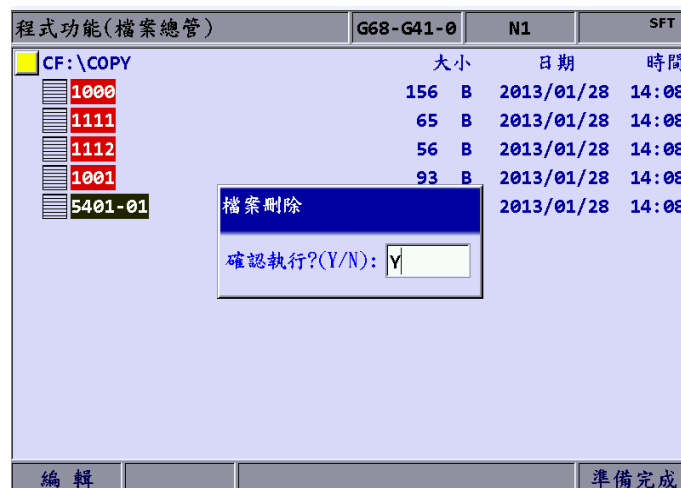 程式功能(檔案總管) G68-G41-0 N1 SFT
CF:\COPY 大小 日期 時間
1000 156 B 2013/01/28 14:08
1111 65 B 2013/01/28 14:08
1112 56 B 2013/01/28 14:08
1001 93 B 2013/01/28 14:08
5401-01 2013/01/28 14:08
檔案刪除
確認執行?(Y/N): Y
編輯 準備完成